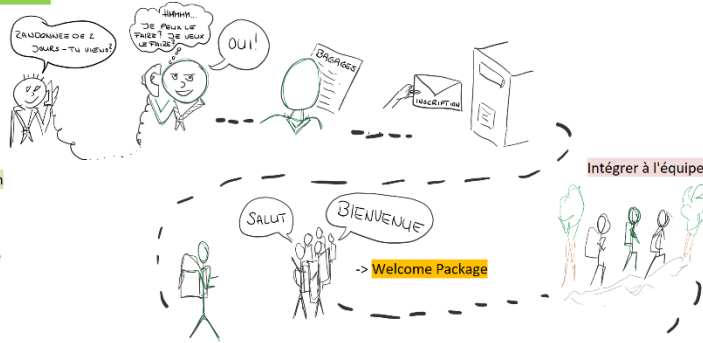 RANDONNEE DE 2
JOURS - TU VIENS?
HMMM...
JE PEUX LE
FAIRE? JE VEUX
LE FAIRE?
OUI!
BAGAGES
INSCRIPTION
Intégrer à l'équipe
SALUT
BIENVENUE
-> Welcome Package